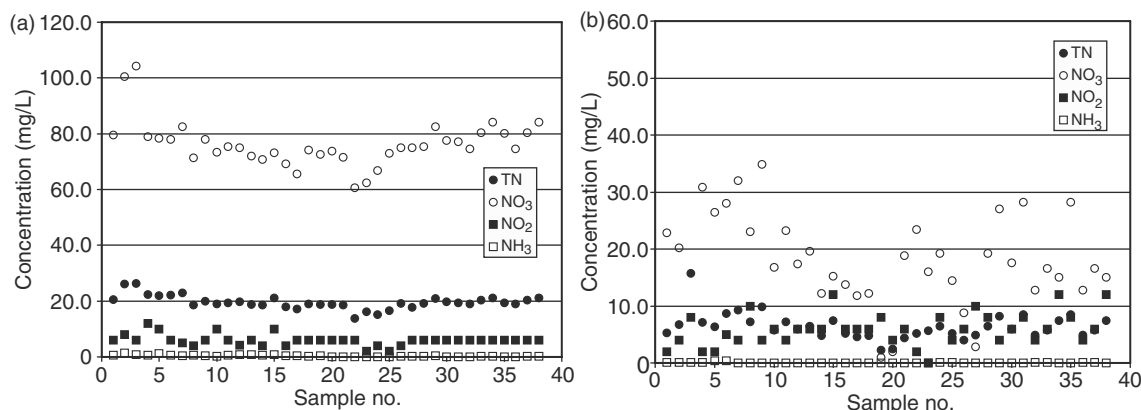 (a)
120.0
100.0
80.0
60.0
40.0
20.0
0
Concentration (mg/L)
0 5 10 15 20 25 30 35 40
Sample no.
TN
NO3
NO2
NH3
(b)
60.0
50.0
40.0
30.0
20.0
10.0
0
Concentration (mg/L)
0 5 10 15 20 25 30 35 40
Sample no.
TN
NO3
NO2
NH3